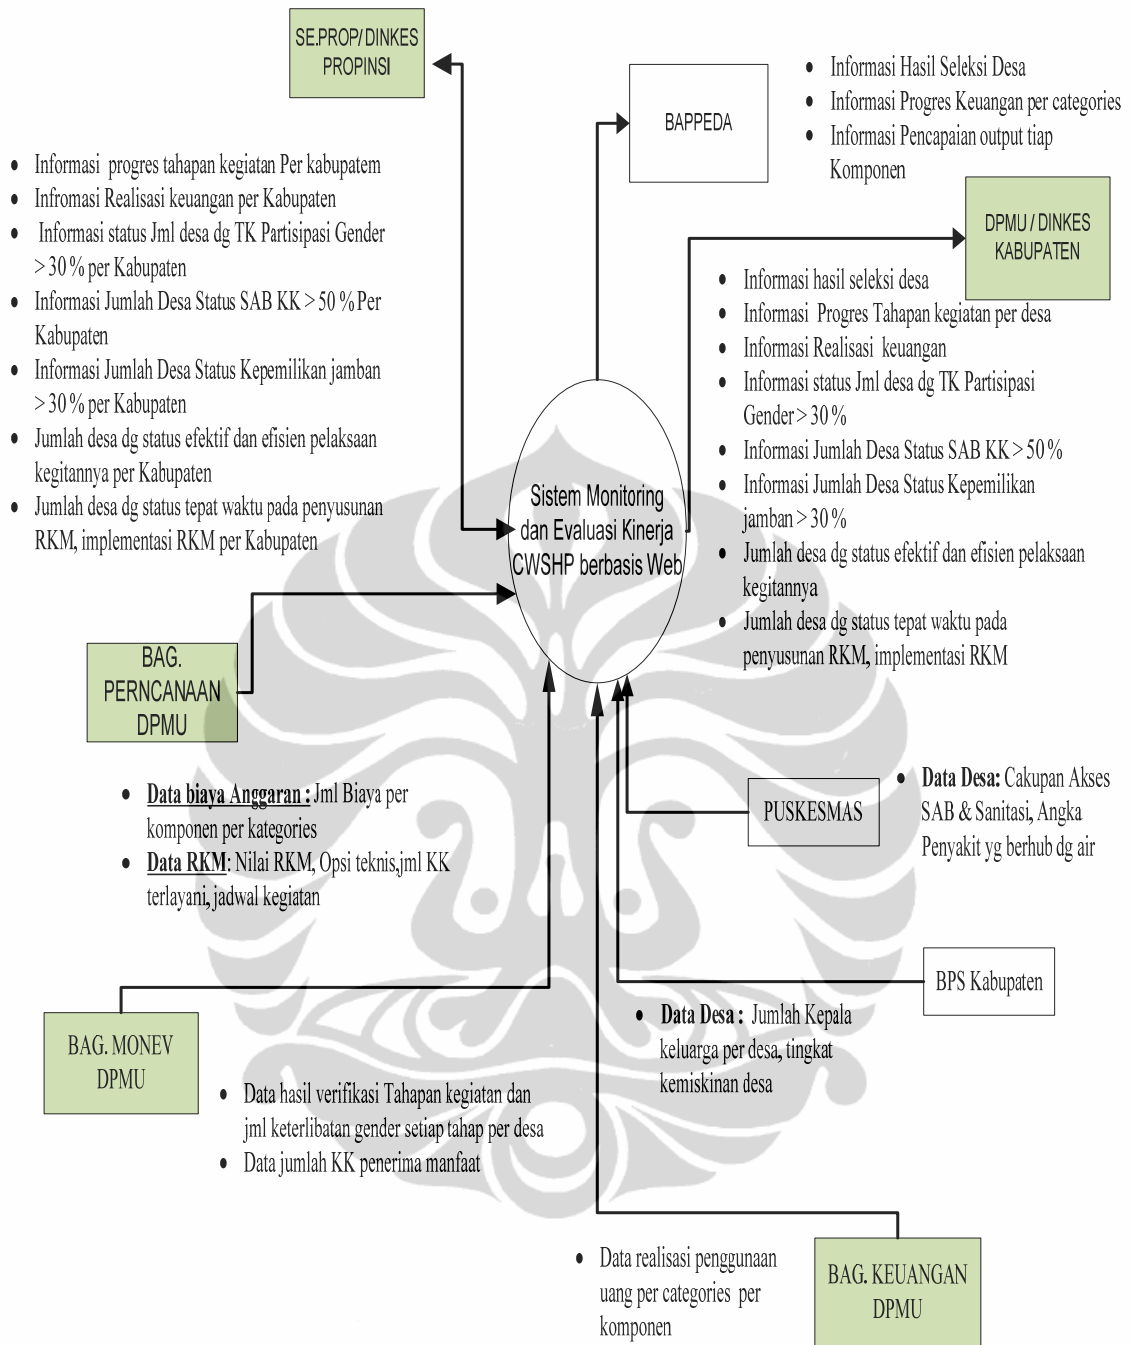 SE.PROP/ DINKES
PROPINSI
BAPPEDA
• Informasi Hasil Seleksi Desa
• Informasi Progres Keuangan per categories
• Informasi Pencapaian output tiap
Komponen
• Informasi progres tahapan kegiatan Per kabupatem
• Infromasi Realisasi keuangan per Kabupaten
• Informasi status Jml desa dg TK Partisipasi Gender
> 30 % per Kabupaten
• Informasi Jumlah Desa Status SAB KK > 50 % Per
Kabupaten
• Informasi Jumlah Desa Status Kepemilikan jamban
> 30 % per Kabupaten
• Jumlah desa dg status efektif dan efisien pelaksaan
kegitannya per Kabupaten
• Jumlah desa dg status tepat waktu pada penyusunan
RKM, implementasi RKM per Kabupaten
DPMU / DINKES
KABUPATEN
• Informasi hasil seleksi desa
• Informasi Progres Tahapan kegiatan per desa
• Informasi Realisasi keuangan
• Informasi status Jml desa dg TK Partisipasi
Gender > 30 %
• Informasi Jumlah Desa Status SAB KK > 50 %
• Informasi Jumlah Desa Status Kepemilikan
jamban > 30 %
• Jumlah desa dg status efektif dan efisien pelaksaan
kegitannya
• Jumlah desa dg status tepat waktu pada
penyusunan RKM, implementasi RKM
Sistem Monitoring
dan Evaluasi Kinerja
CWSHP berbasis Web
BAG.
PERNCANAAN
DPMU
• Data biaya Anggaran : Jml Biaya per
komponen per kategories
• Data RKM: Nilai RKM, Opsi teknis,jml KK
terlayani, jadwal kegiatan
PUSKESMAS
• Data Desa: Cakupan Akses
SAB & Sanitasi, Angka
Penyakit yg berhub dg air
BPS Kabupaten
• Data Desa : Jumlah Kepala
keluarga per desa, tingkat
kemiskinan desa
BAG. MONEV
DPMU
• Data hasil verifikasi Tahapan kegiatan dan
jml keterlibatan gender setiap tahap per desa
• Data jumlah KK penerima manfaat
• Data realisasi penggunaan
uang per categories per
komponen
BAG. KEUANGAN
DPMU